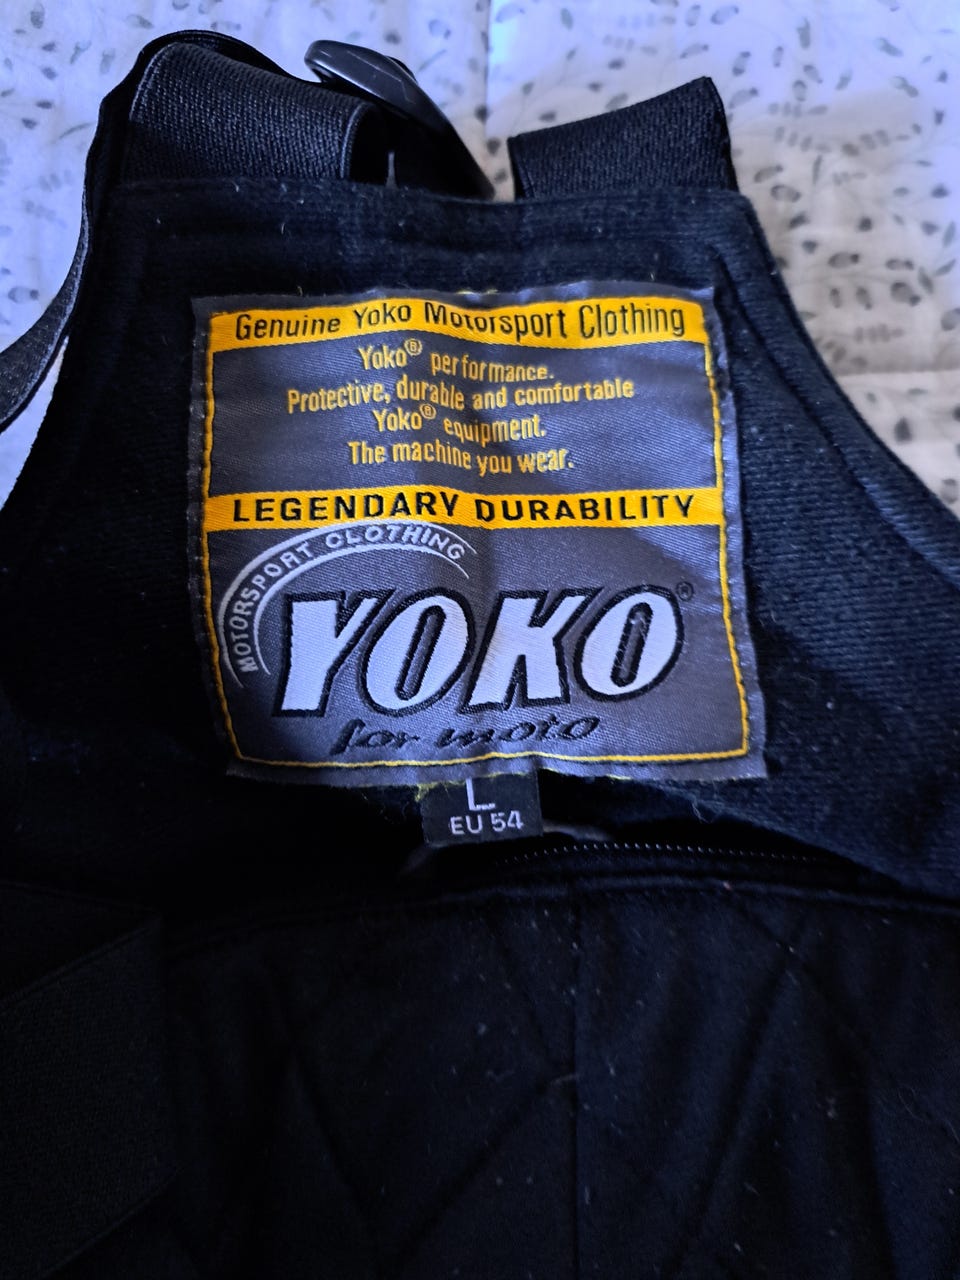 Genuine Yoko Motorsport Clothing
Yoko® performance.
Protective, durable and comfortable
Yoko® equipment.
The machine you wear.
LEGENDARY DURABILITY
MOTORSPORT CLOTHING
YOKO®
for moto
L
EU 54